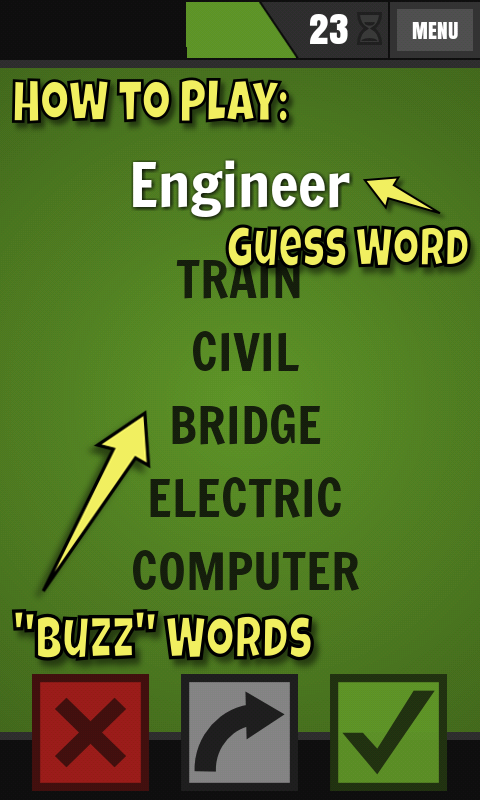 23 MENU
HOW TO PLAY:
Engineer
GUESS WORD
TRAIN
CIVIL
BRIDGE
ELECTRIC
COMPUTER
"BUZZ" WORDS